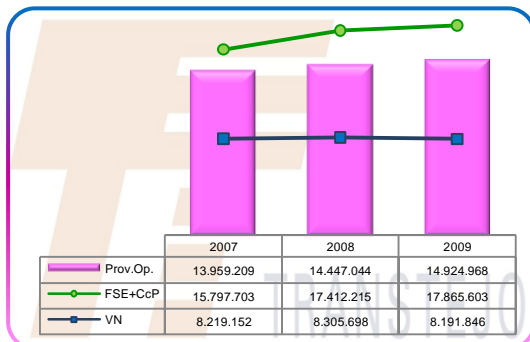 2007 2008 2009
Prov.Op. 13.959.209 14.447.044 14.924.968
FSE+CcP 15.797.703 17.412.215 17.865.603
VN 8.219.152 8.305.698 8.191.846
TRANSTEJO